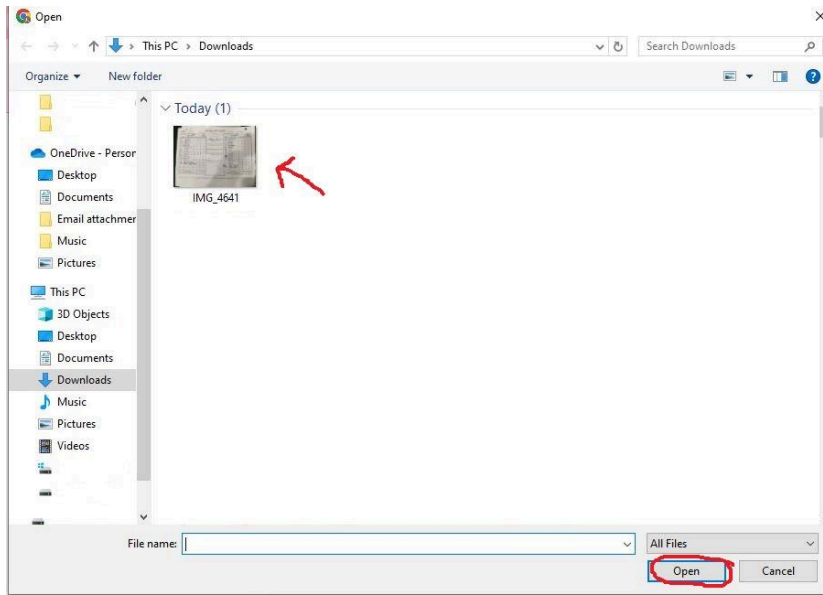 Open
This PC > Downloads
Search Downloads
Organize
New folder
?
Today (1)
IMG_4641
OneDrive - Person
Desktop
Documents
Email attachmen
Music
Pictures
This PC
3D Objects
Desktop
Documents
Downloads
Music
Pictures
Videos
File name:
All Files
Open
Cancel